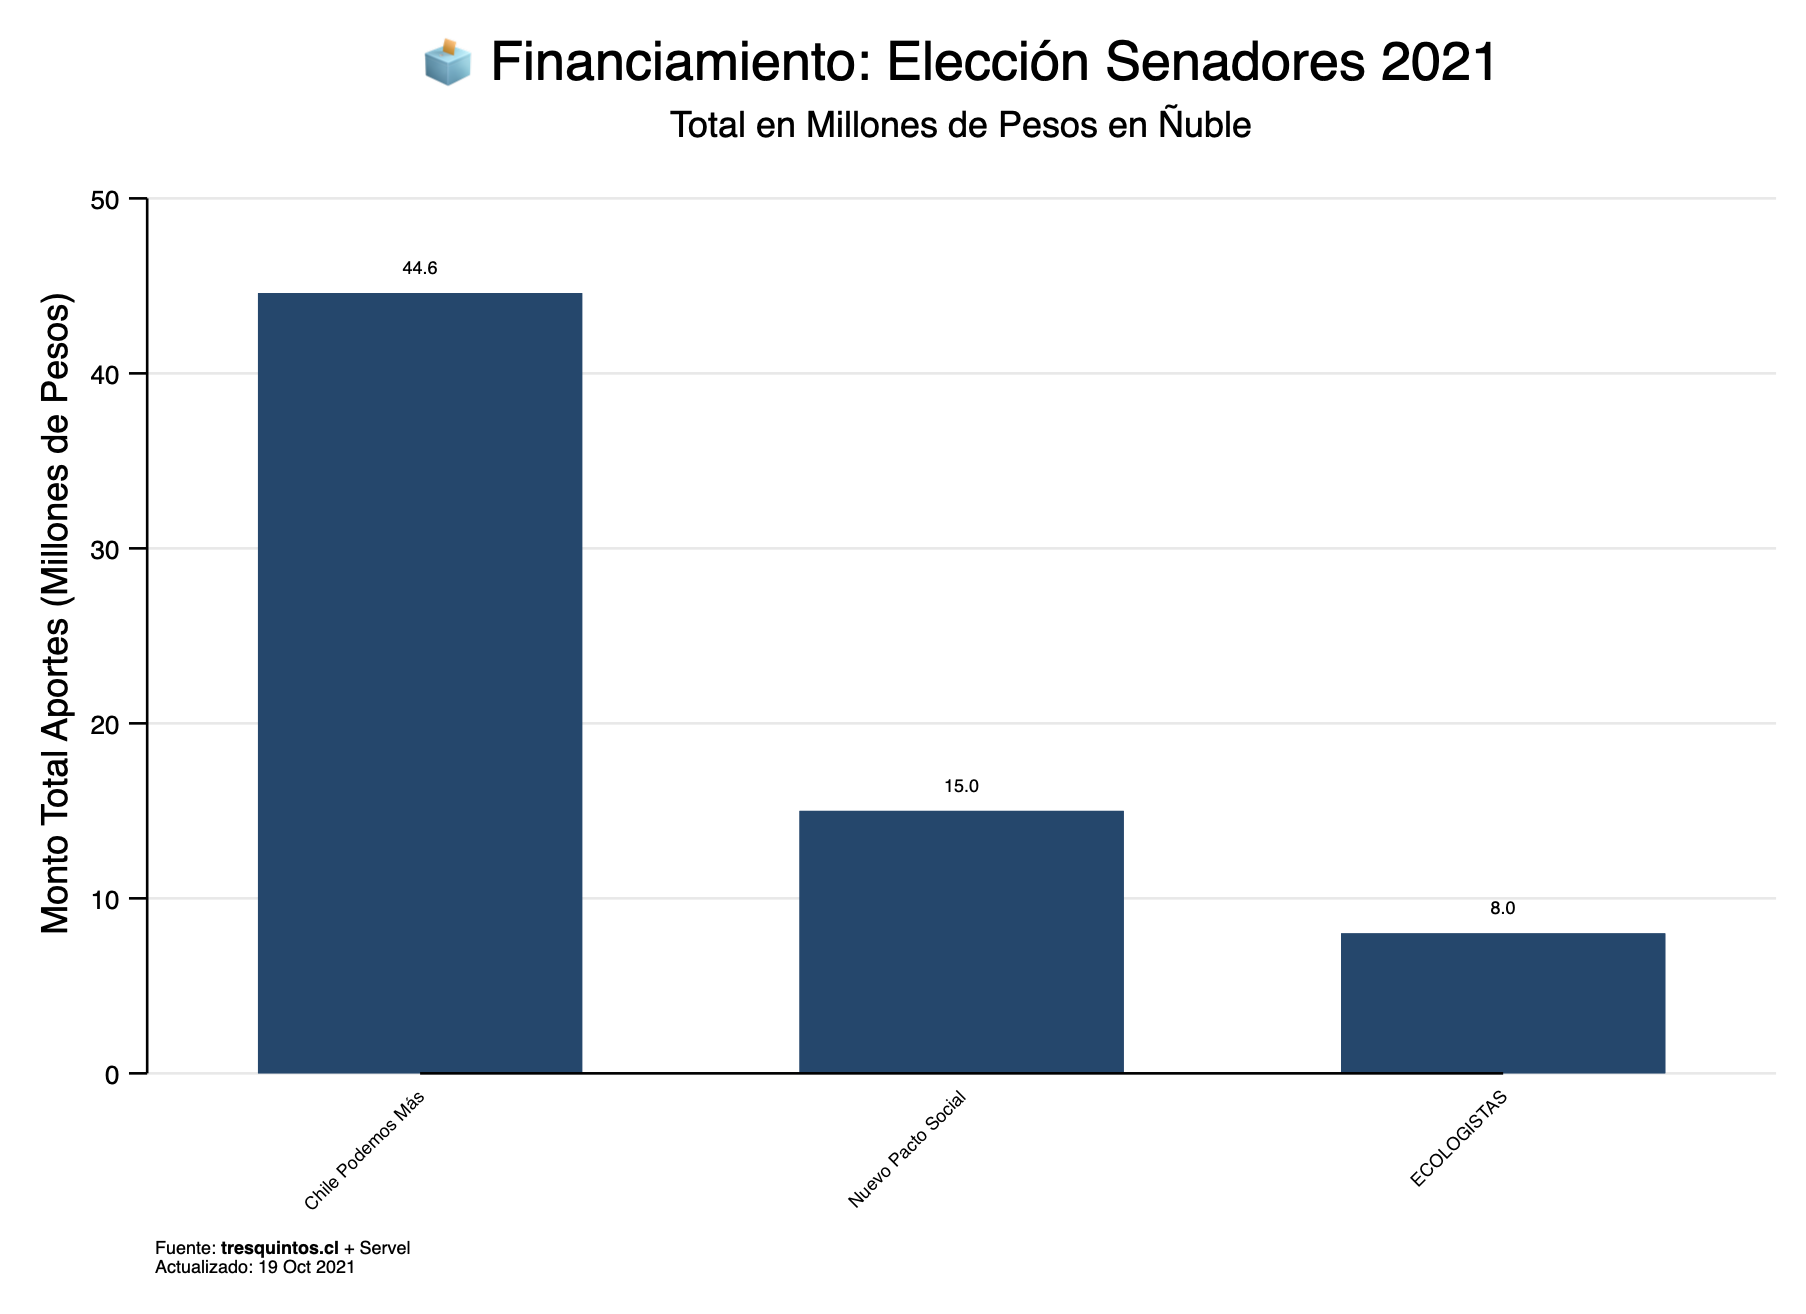 Financiamiento: Elección Senadores 2021
Total en Millones de Pesos en Ñuble
Monto Total Aportes (Millones de Pesos)
50
40
30
20
10
0
44.6
15.0
8.0
Chile Podemos Más
Nuevo Pacto Social
ECOLOGISTAS
Fuente: tresquintos.cl + Servel
Actualizado: 19 Oct 2021